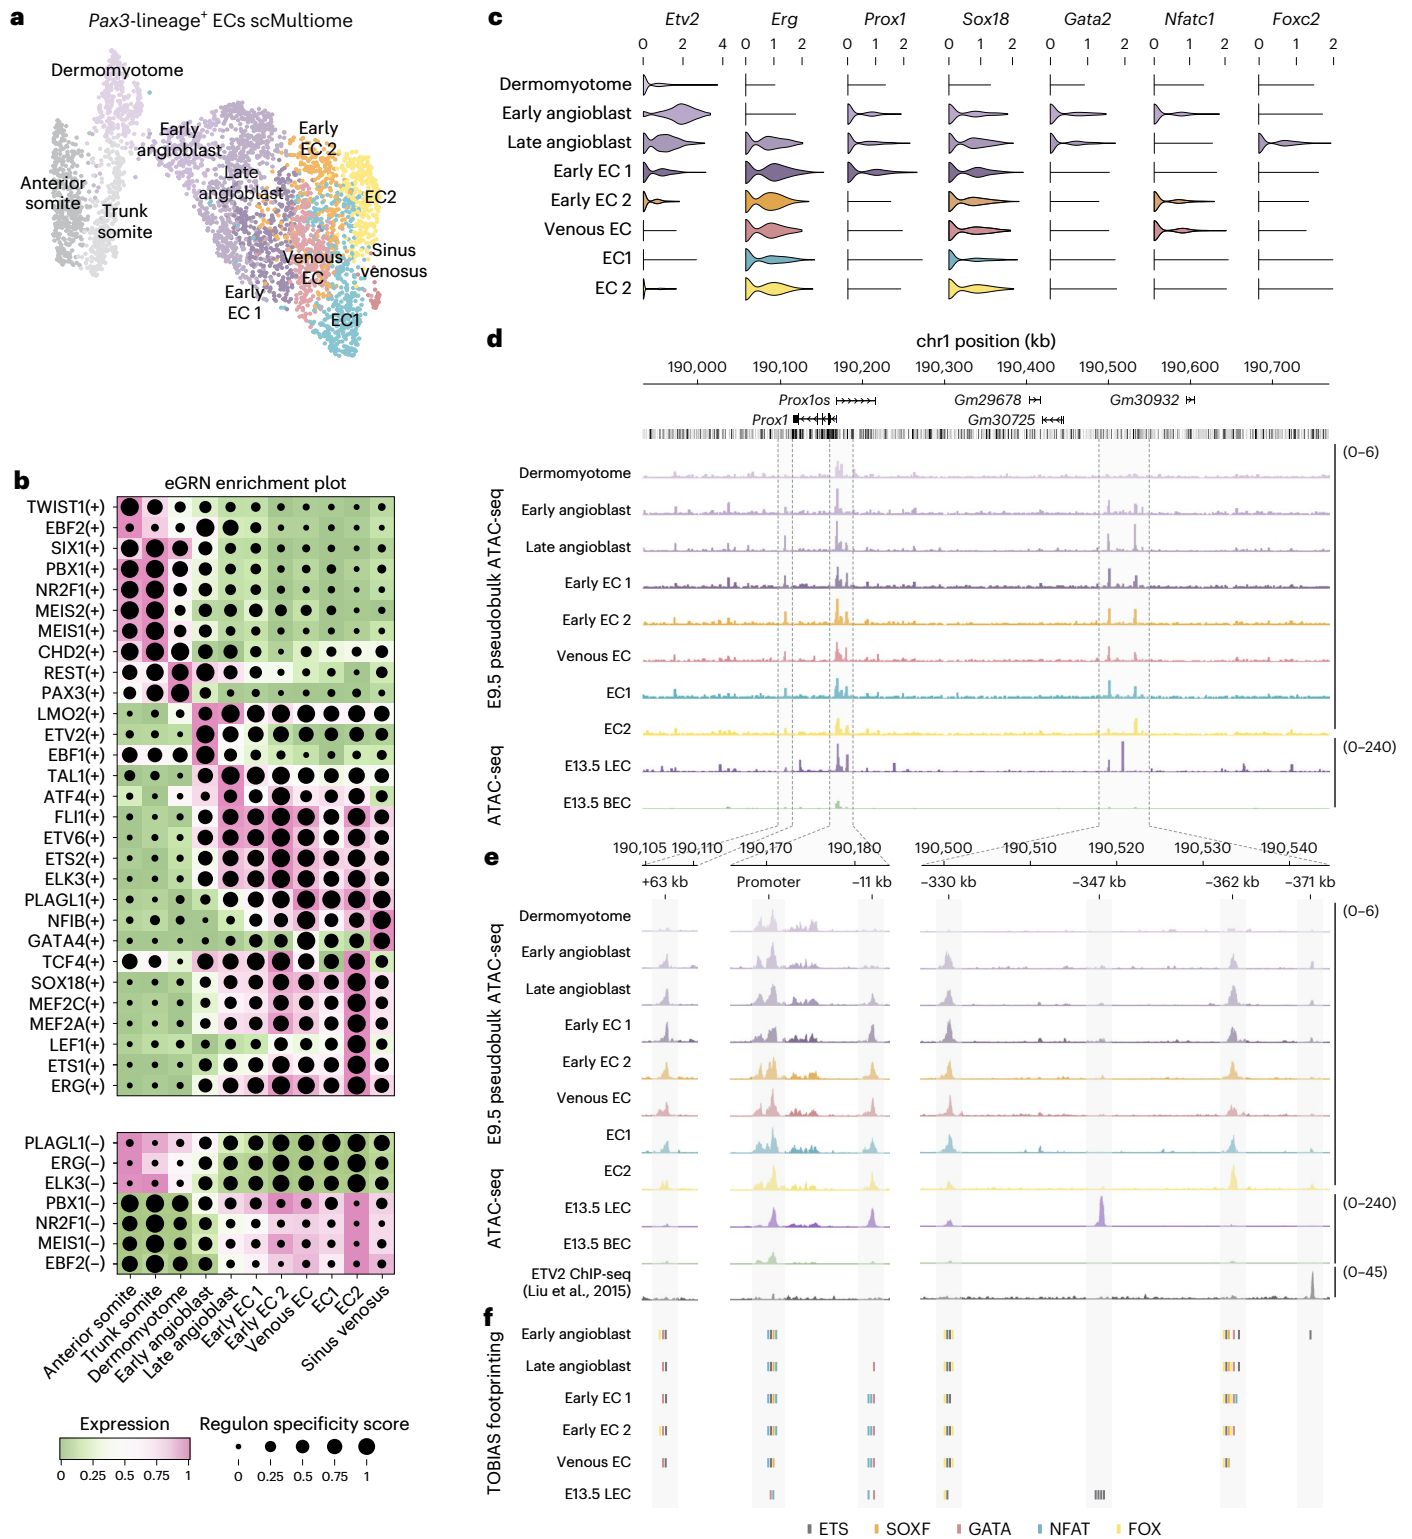 a
Pax3-lineage+ ECs scMultiome
Dermomyotome
Early
angioblast
Early
EC 2
Late
angioblast
EC2
Anterior
somite
Trunk
somite
Venous
EC
Sinus
venosus
Early
EC 1
EC1
b
eGRN enrichment plot
TWIST1(+)
EBF2(+)
SIX1(+)
PBX1(+)
NR2F1(+)
MEIS2(+)
MEIS1(+)
CHD2(+)
REST(+)
PAX3(+)
LMO2(+)
ETV2(+)
EBF1(+)
TAL1(+)
ATF4(+)
FLI1(+)
ETV6(+)
ETS2(+)
ELK3(+)
PLAGL1(+)
NFIB(+)
GATA4(+)
TCF4(+)
SOX18(+)
MEF2C(+)
MEF2A(+)
LEF1(+)
ETS1(+)
ERG(+)
PLAGL1(−)
ERG(−)
ELK3(−)
PBX1(−)
NR2F1(−)
MEIS1(−)
EBF2(−)
Anterior somite
Trunk somite
Dermomyotome
Early angioblast
Late angioblast
Early EC 1
Early EC 2
Venous EC
EC1
EC2
Sinus venosus
Expression
0 0.25 0.5 0.75 1
Regulon specificity score
0 0.25 0.5 0.75 1
c
Etv2 Erg Prox1 Sox18 Gata2 Nfatc1 Foxc2
0 2 4 0 1 2 0 1 2 0 1 2 0 1 2 0 1 2 0 1 2
Dermomyotome
Early angioblast
Late angioblast
Early EC 1
Early EC 2
Venous EC
EC1
EC 2
d
chr1 position (kb)
190,000 190,100 190,200 190,300 190,400 190,500 190,600 190,700
Prox1os Gm29678 Gm30932
Prox1 Gm30725
(0–6)
E9.5 pseudobulk ATAC-seq
Dermomyotome
Early angioblast
Late angioblast
Early EC 1
Early EC 2
Venous EC
EC1
EC2
ATAC-seq
(0–240)
E13.5 LEC
E13.5 BEC
e
190,105 190,110 190,170 190,180 190,500 190,510 190,520 190,530 190,540
+63 kb Promoter −11 kb −330 kb −347 kb −362 kb −371 kb
(0–6)
E9.5 pseudobulk ATAC-seq
Dermomyotome
Early angioblast
Late angioblast
Early EC 1
Early EC 2
Venous EC
EC1
EC2
ATAC-seq
E13.5 LEC (0–240)
E13.5 BEC
ETV2 ChIP-seq (0–45)
(Liu et al., 2015)
f
TOBIAS footprinting
Early angioblast
Late angioblast
Early EC 1
Early EC 2
Venous EC
E13.5 LEC
ETS SOXF GATA NFAT FOX